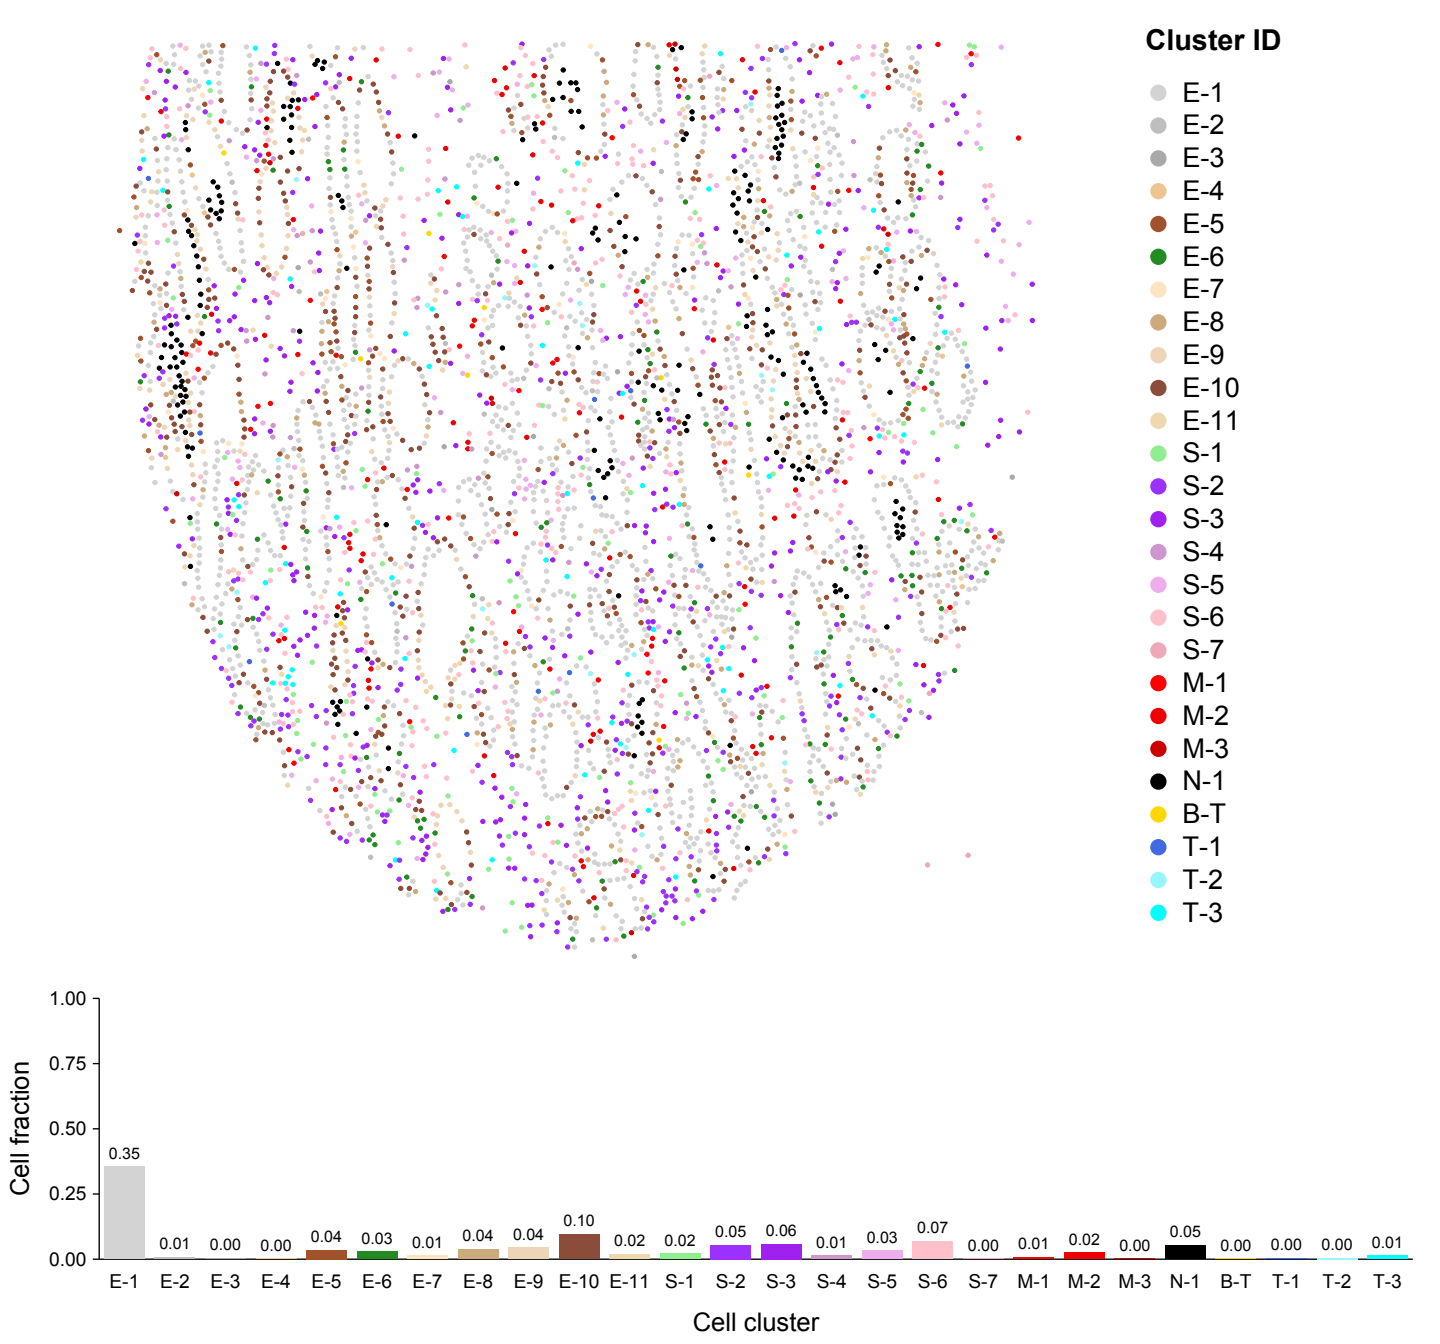 Cluster ID
E-1
E-2
E-3
E-4
E-5
E-6
E-7
E-8
E-9
E-10
E-11
S-1
S-2
S-3
S-4
S-5
S-6
S-7
M-1
M-2
M-3
N-1
B-T
T-1
T-2
T-3
Cell fraction
1.00
0.75
0.50
0.25
0.00
0.35 0.01 0.00 0.00 0.04 0.03 0.01 0.04 0.04 0.10 0.02 0.02 0.05 0.06 0.01 0.03 0.07 0.00 0.01 0.02 0.00 0.05 0.00 0.00 0.00 0.01
E-1 E-2 E-3 E-4 E-5 E-6 E-7 E-8 E-9 E-10 E-11 S-1 S-2 S-3 S-4 S-5 S-6 S-7 M-1 M-2 M-3 N-1 B-T T-1 T-2 T-3
Cell cluster